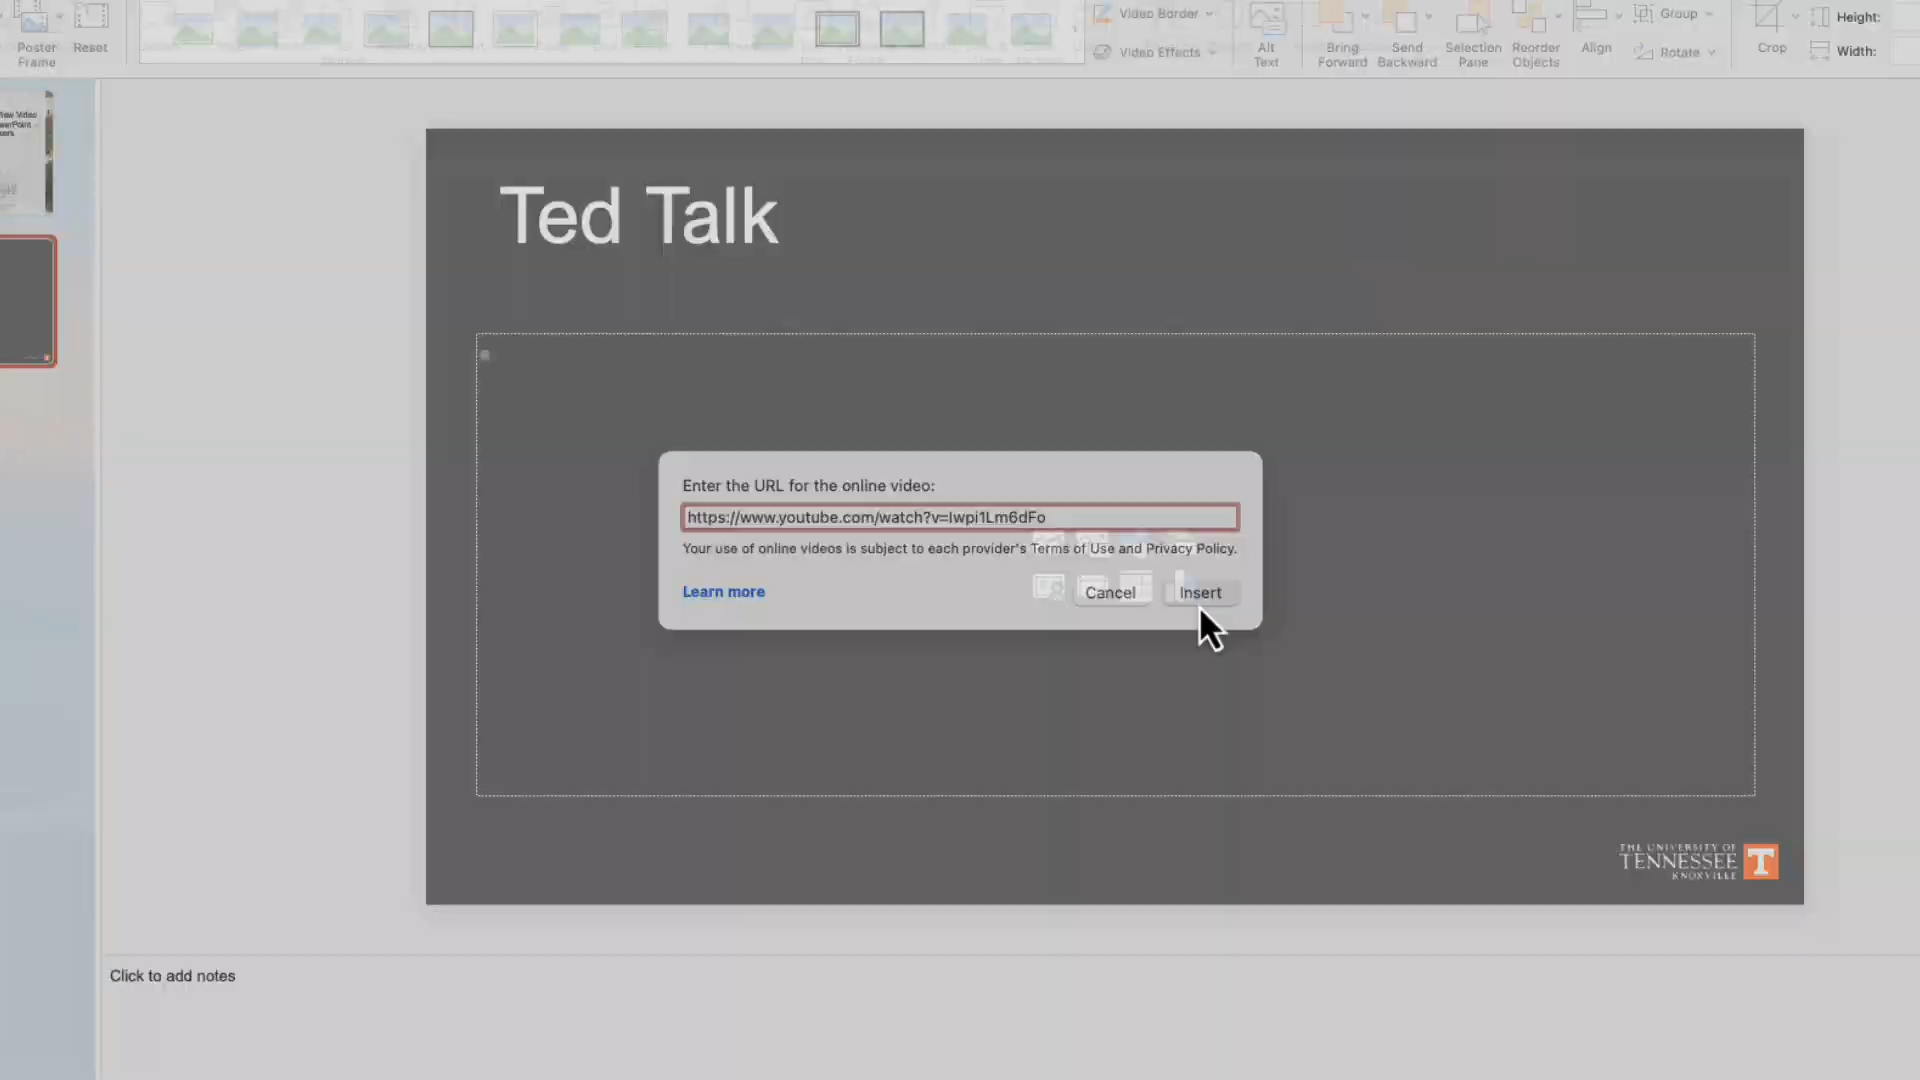 Poster
Frame
Reset
Video Border
Video Effects
Alt
Text
Bring
Forward
Send
Backward
Selection
Pane
Reorder
Objects
Align
Group
Rotate
Crop
Height:
Width:
Video
Ted Talk
Enter the URL for the online video:
https://www.youtube.com/watch?v=Iwpi1Lm6dFo
Your use of online videos is subject to each provider's Terms of Use and Privacy Policy.
Learn more
Cancel
Insert
THE UNIVERSITY OF
TENNESSEE
KNOXVILLE
T
Click to add notes